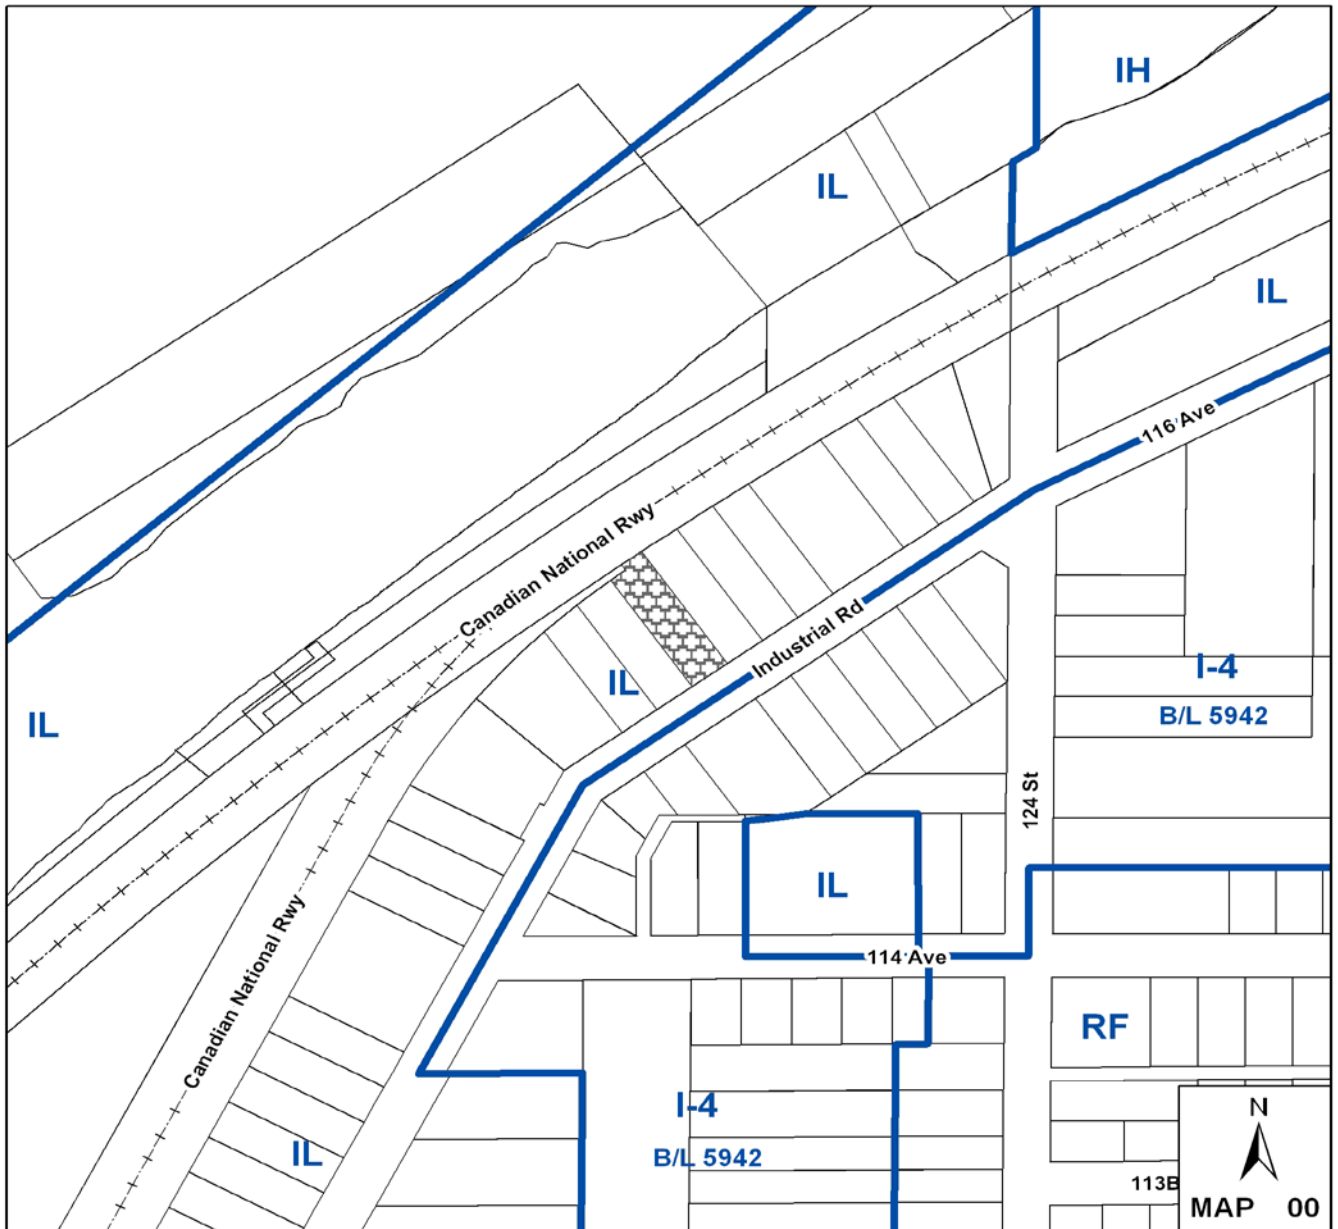 IH
IL
IL
116 Ave
Canadian National Rwy
Industrial Rd
IL
I-4
B/L 5942
IL
124 St
IL
114 Ave
Canadian National Rwy
RF
I-4
B/L 5942
IL
113B
N
MAP 00